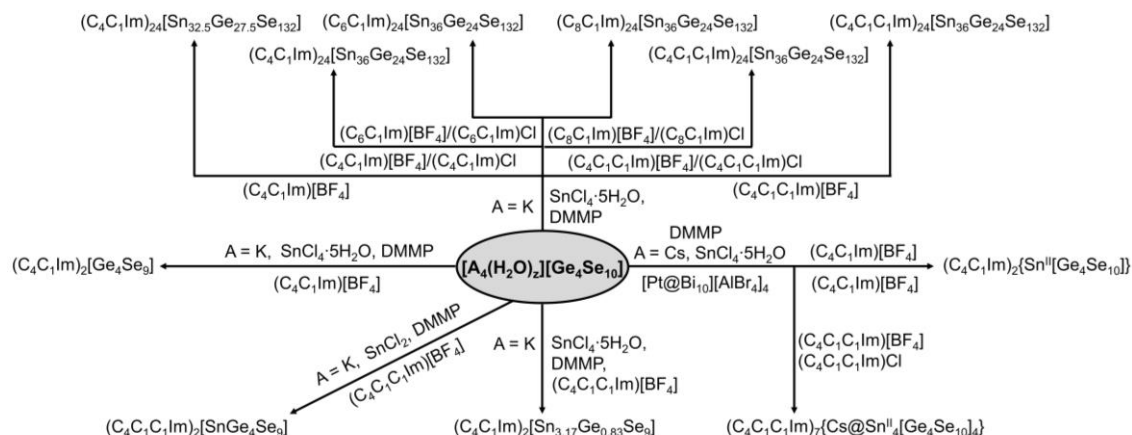 (C₄C₁Im)₂₄[Sn₃₂.₅Ge₂₇.₅Se₁₃₂]
(C₆C₁Im)₂₄[Sn₃₆Ge₂₄Se₁₃₂]
(C₈C₁Im)₂₄[Sn₃₆Ge₂₄Se₁₃₂]
(C₄C₁C₁Im)₂₄[Sn₃₆Ge₂₄Se₁₃₂]
(C₄C₁Im)₂₄[Sn₃₆Ge₂₄Se₁₃₂]
(C₄C₁C₁Im)₂₄[Sn₃₆Ge₂₄Se₁₃₂]
(C₆C₁Im)[BF₄]/(C₆C₁Im)Cl
(C₈C₁Im)[BF₄]/(C₈C₁Im)Cl
(C₄C₁Im)[BF₄]/(C₄C₁Im)Cl
(C₄C₁C₁Im)[BF₄]/(C₄C₁C₁Im)Cl
(C₄C₁Im)[BF₄]
(C₄C₁C₁Im)[BF₄]
A = K
SnCl₄·5H₂O,
DMMP
(C₄C₁Im)₂[Ge₄Se₉]
A = K, SnCl₄·5H₂O, DMMP
(C₄C₁Im)[BF₄]
[A₄(H₂O)z][Ge₄Se₁₀]
DMMP
A = Cs, SnCl₄·5H₂O
[Pt@Bi₁₀][AlBr₄]₄
(C₄C₁Im)[BF₄]
(C₄C₁Im)[BF₄]
(C₄C₁Im)₂{Snᴵᴵ[Ge₄Se₁₀]}
A = K, SnCl₂, DMMP
(C₄C₁C₁Im)[BF₄]
A = K
SnCl₄·5H₂O,
DMMP,
(C₄C₁C₁Im)[BF₄]
(C₄C₁C₁Im)[BF₄]
(C₄C₁C₁Im)Cl
(C₄C₁C₁Im)₂[SnGe₄Se₉]
(C₄C₁C₁Im)₂[Sn₃.₁₇Ge₀.₈₃Se₉]
(C₄C₁C₁Im)₇{Cs@Snᴵᴵ₄[Ge₄Se₁₀]₄}